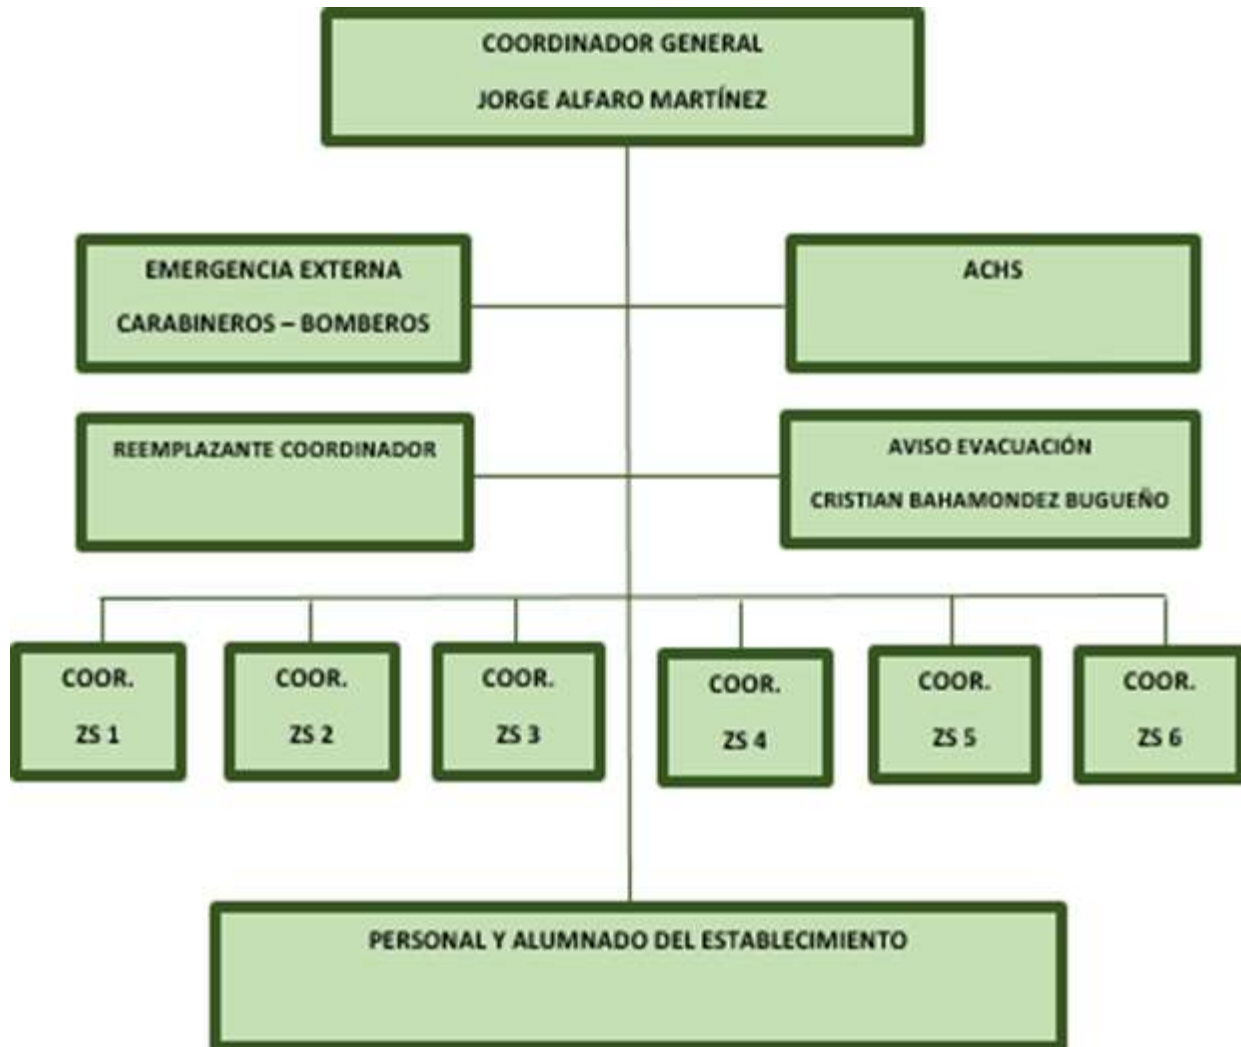 COORDINADOR GENERAL
JORGE ALFARO MARTÍNEZ
EMERGENCIA EXTERNA
CARABINEROS – BOMBEROS
ACHS
REEMPLAZANTE COORDINADOR
AVISO EVACUACIÓN
CRISTIAN BAHAMONDEZ BUGUEÑO
COOR.
ZS 1
COOR.
ZS 2
COOR.
ZS 3
COOR.
ZS 4
COOR.
ZS 5
COOR.
ZS 6
PERSONAL Y ALUMNADO DEL ESTABLECIMIENTO